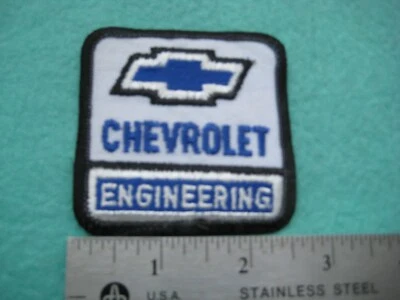 CHEVROLET
ENGINEERING
1 2 3
U.S.A. STAINLESS STEEL